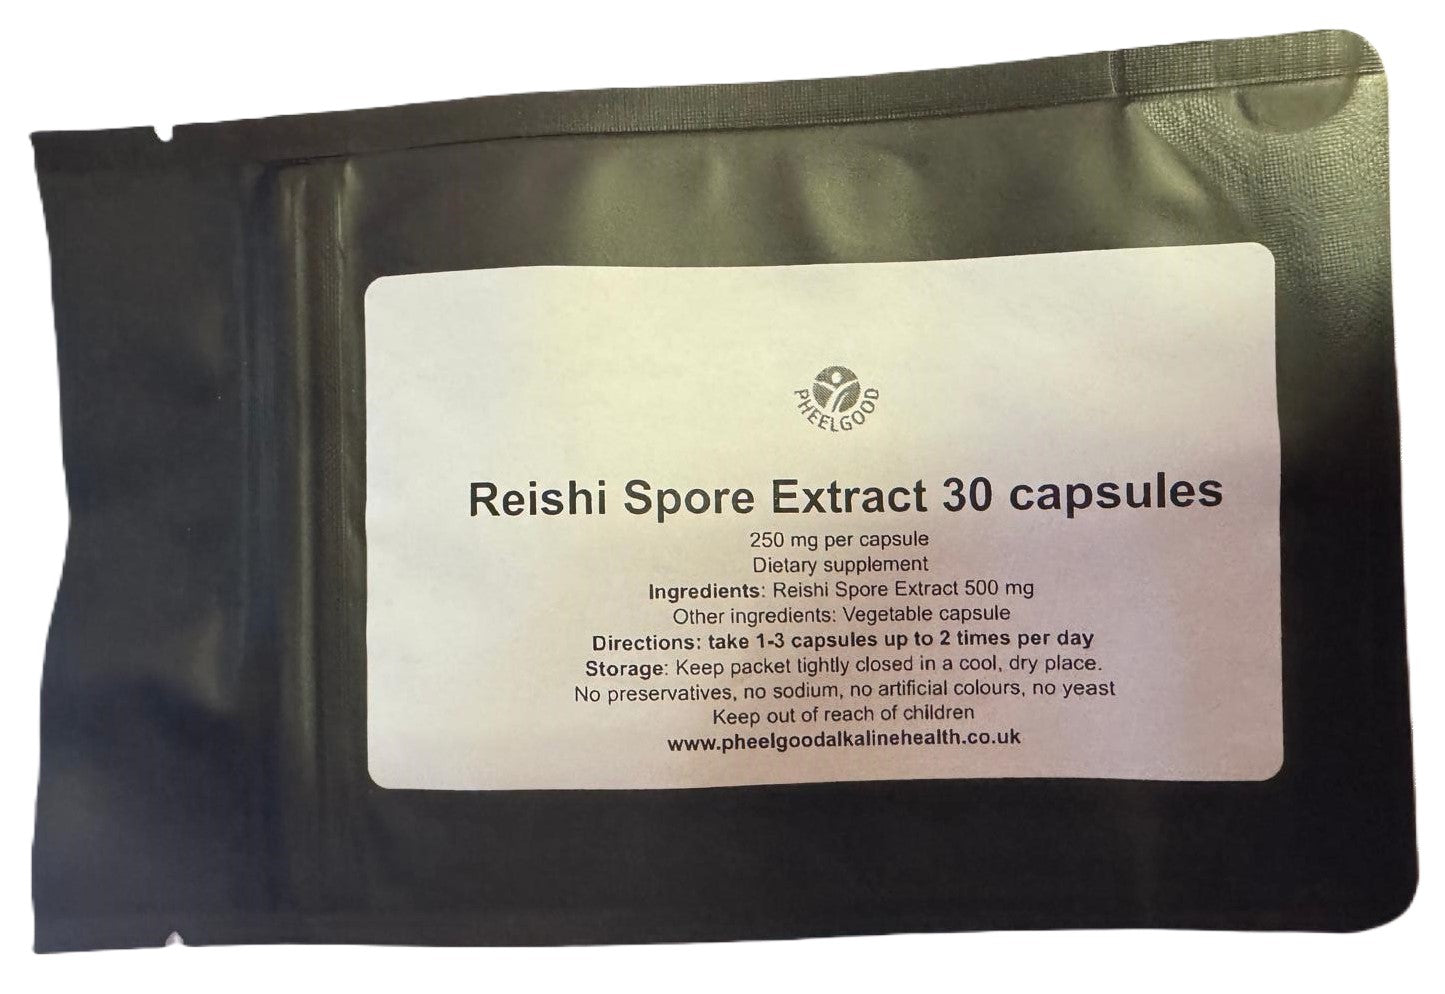 PHEELGOOD
Reishi Spore Extract 30 capsules
250 mg per capsule
Dietary supplement
Ingredients: Reishi Spore Extract 500 mg
Other ingredients: Vegetable capsule
Directions: take 1-3 capsules up to 2 times per day
Storage: Keep packet tightly closed in a cool, dry place.
No preservatives, no sodium, no artificial colours, no yeast
Keep out of reach of children
www.pheelgoodalkalinehealth.co.uk